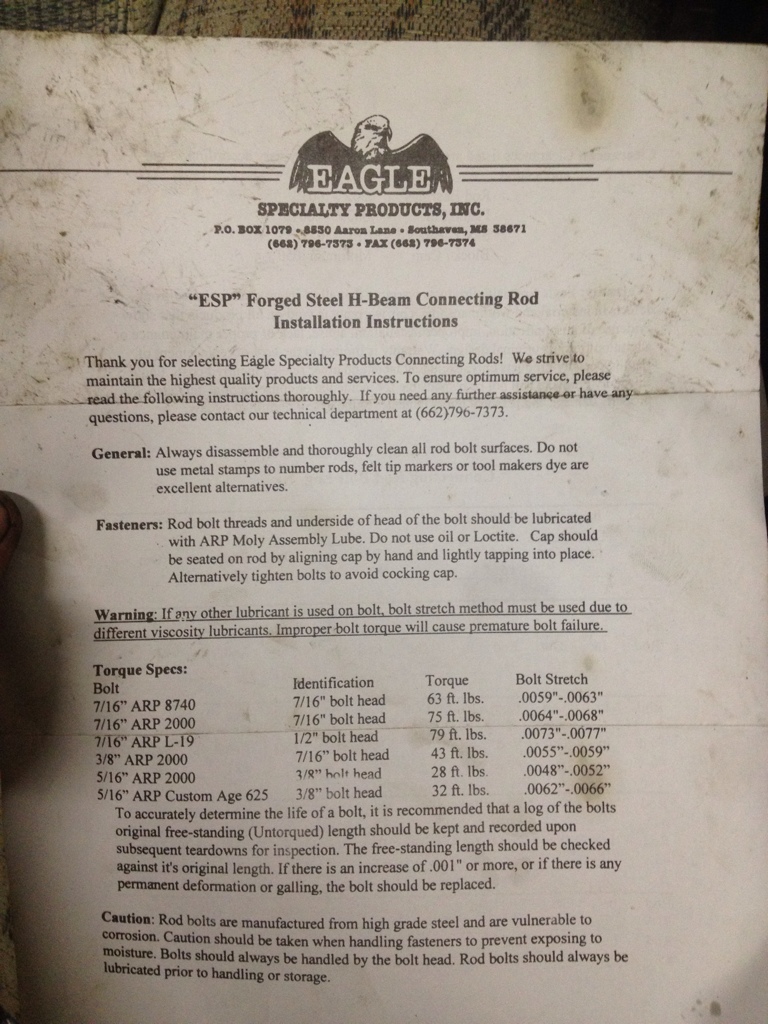 EAGLE
SPECIALTY PRODUCTS, INC.
P.O. BOX 1079 • 8530 Aaron Lane • Southaven, MS 38671
(662) 796-7373 • FAX (662) 796-7374
"ESP" Forged Steel H-Beam Connecting Rod
Installation Instructions
Thank you for selecting Eagle Specialty Products Connecting Rods! We strive to
maintain the highest quality products and services. To ensure optimum service, please
read the following instructions thoroughly. If you need any further assistance or have any
questions, please contact our technical department at (662)796-7373.
General: Always disassemble and thoroughly clean all rod bolt surfaces. Do not
use metal stamps to number rods, felt tip markers or tool makers dye are
excellent alternatives.
Fasteners: Rod bolt threads and underside of head of the bolt should be lubricated
with ARP Moly Assembly Lube. Do not use oil or Loctite. Cap should
be seated on rod by aligning cap by hand and lightly tapping into place.
Alternatively tighten bolts to avoid cocking cap.
Warning: If any other lubricant is used on bolt, bolt stretch method must be used due to
different viscosity lubricants. Improper bolt torque will cause premature bolt failure.
Torque Specs:
Bolt Identification Torque Bolt Stretch
7/16" ARP 8740 7/16" bolt head 63 ft. lbs. .0059"-.0063"
7/16" ARP 2000 7/16" bolt head 75 ft. lbs. .0064"-.0068"
7/16" ARP L-19 1/2" bolt head 79 ft. lbs. .0073"-.0077"
3/8" ARP 2000 7/16" bolt head 43 ft. lbs. .0055"-.0059"
5/16" ARP 2000 3/8" bolt head 28 ft. lbs. .0048"-.0052"
5/16" ARP Custom Age 625 3/8" bolt head 32 ft. lbs. .0062"-.0066"
To accurately determine the life of a bolt, it is recommended that a log of the bolts
original free-standing (Untorqued) length should be kept and recorded upon
subsequent teardowns for inspection. The free-standing length should be checked
against it's original length. If there is an increase of .001" or more, or if there is any
permanent deformation or galling, the bolt should be replaced.
Caution: Rod bolts are manufactured from high grade steel and are vulnerable to
corrosion. Caution should be taken when handling fasteners to prevent exposing to
moisture. Bolts should always be handled by the bolt head. Rod bolts should always be
lubricated prior to handling or storage.